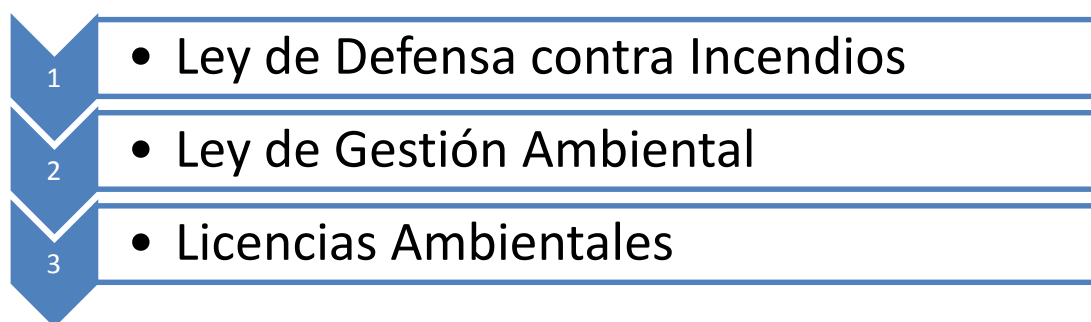 1
• Ley de Defensa contra Incendios
2
• Ley de Gestión Ambiental
3
• Licencias Ambientales